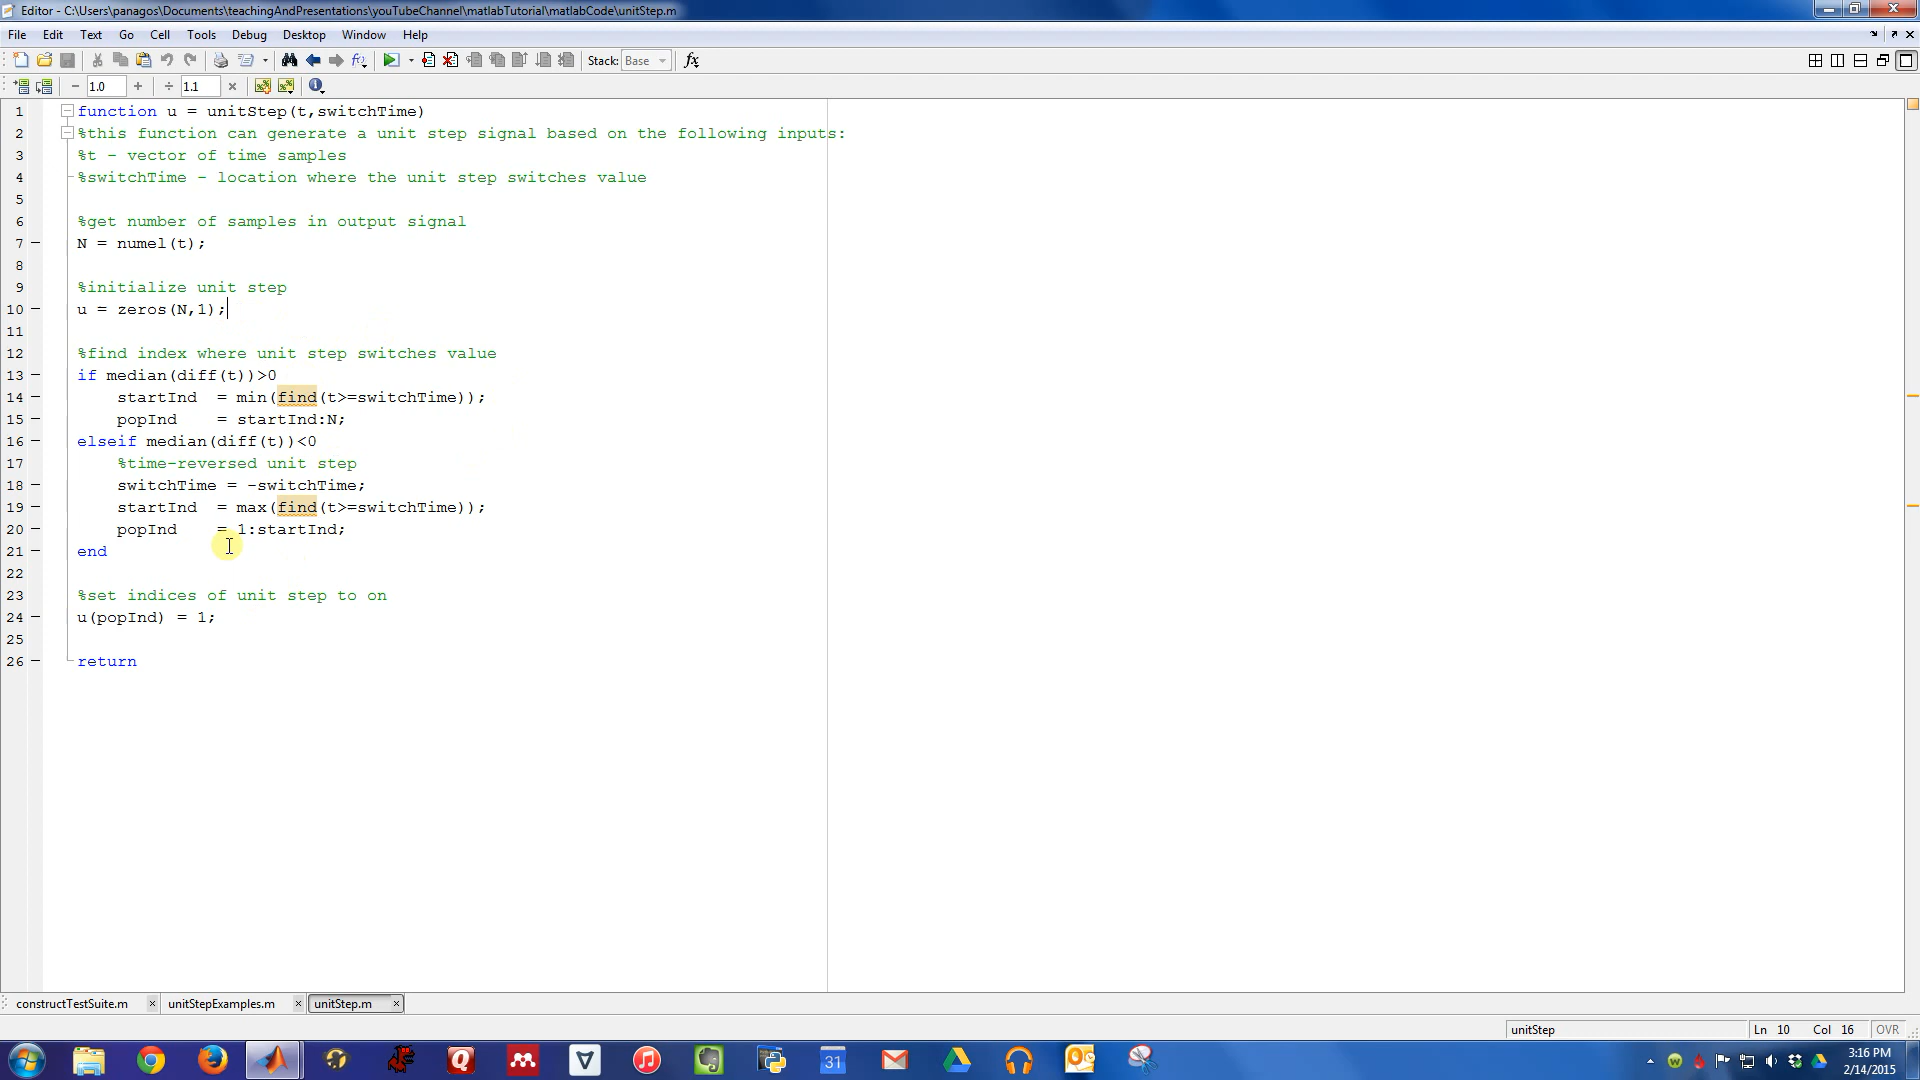 Editor - C:\Users\panagos\Documents\teachingAndPresentations\youTubeChannel\matlabTutorial\matlabCode\unitStep.m
File Edit Text Go Cell Tools Debug Desktop Window Help
Stack: Base fx
− 1.0 + ÷ 1.1 ×
1 function u = unitStep(t,switchTime)
2 %this function can generate a unit step signal based on the following inputs:
3 %t - vector of time samples
4 %switchTime - location where the unit step switches value
5
6 %get number of samples in output signal
7 N = numel(t);
8
9 %initialize unit step
10 u = zeros(N,1);
11
12 %find index where unit step switches value
13 if median(diff(t))>0
14 startInd = min(find(t>=switchTime));
15 popInd = startInd:N;
16 elseif median(diff(t))<0
17 %time-reversed unit step
18 switchTime = -switchTime;
19 startInd = max(find(t>=switchTime));
20 popInd = 1:startInd;
21 end
22
23 %set indices of unit step to on
24 u(popInd) = 1;
25
26 return
constructTestSuite.m × unitStepExamples.m × unitStep.m ×
unitStep Ln 10 Col 16 OVR
31
3:16 PM
2/14/2015